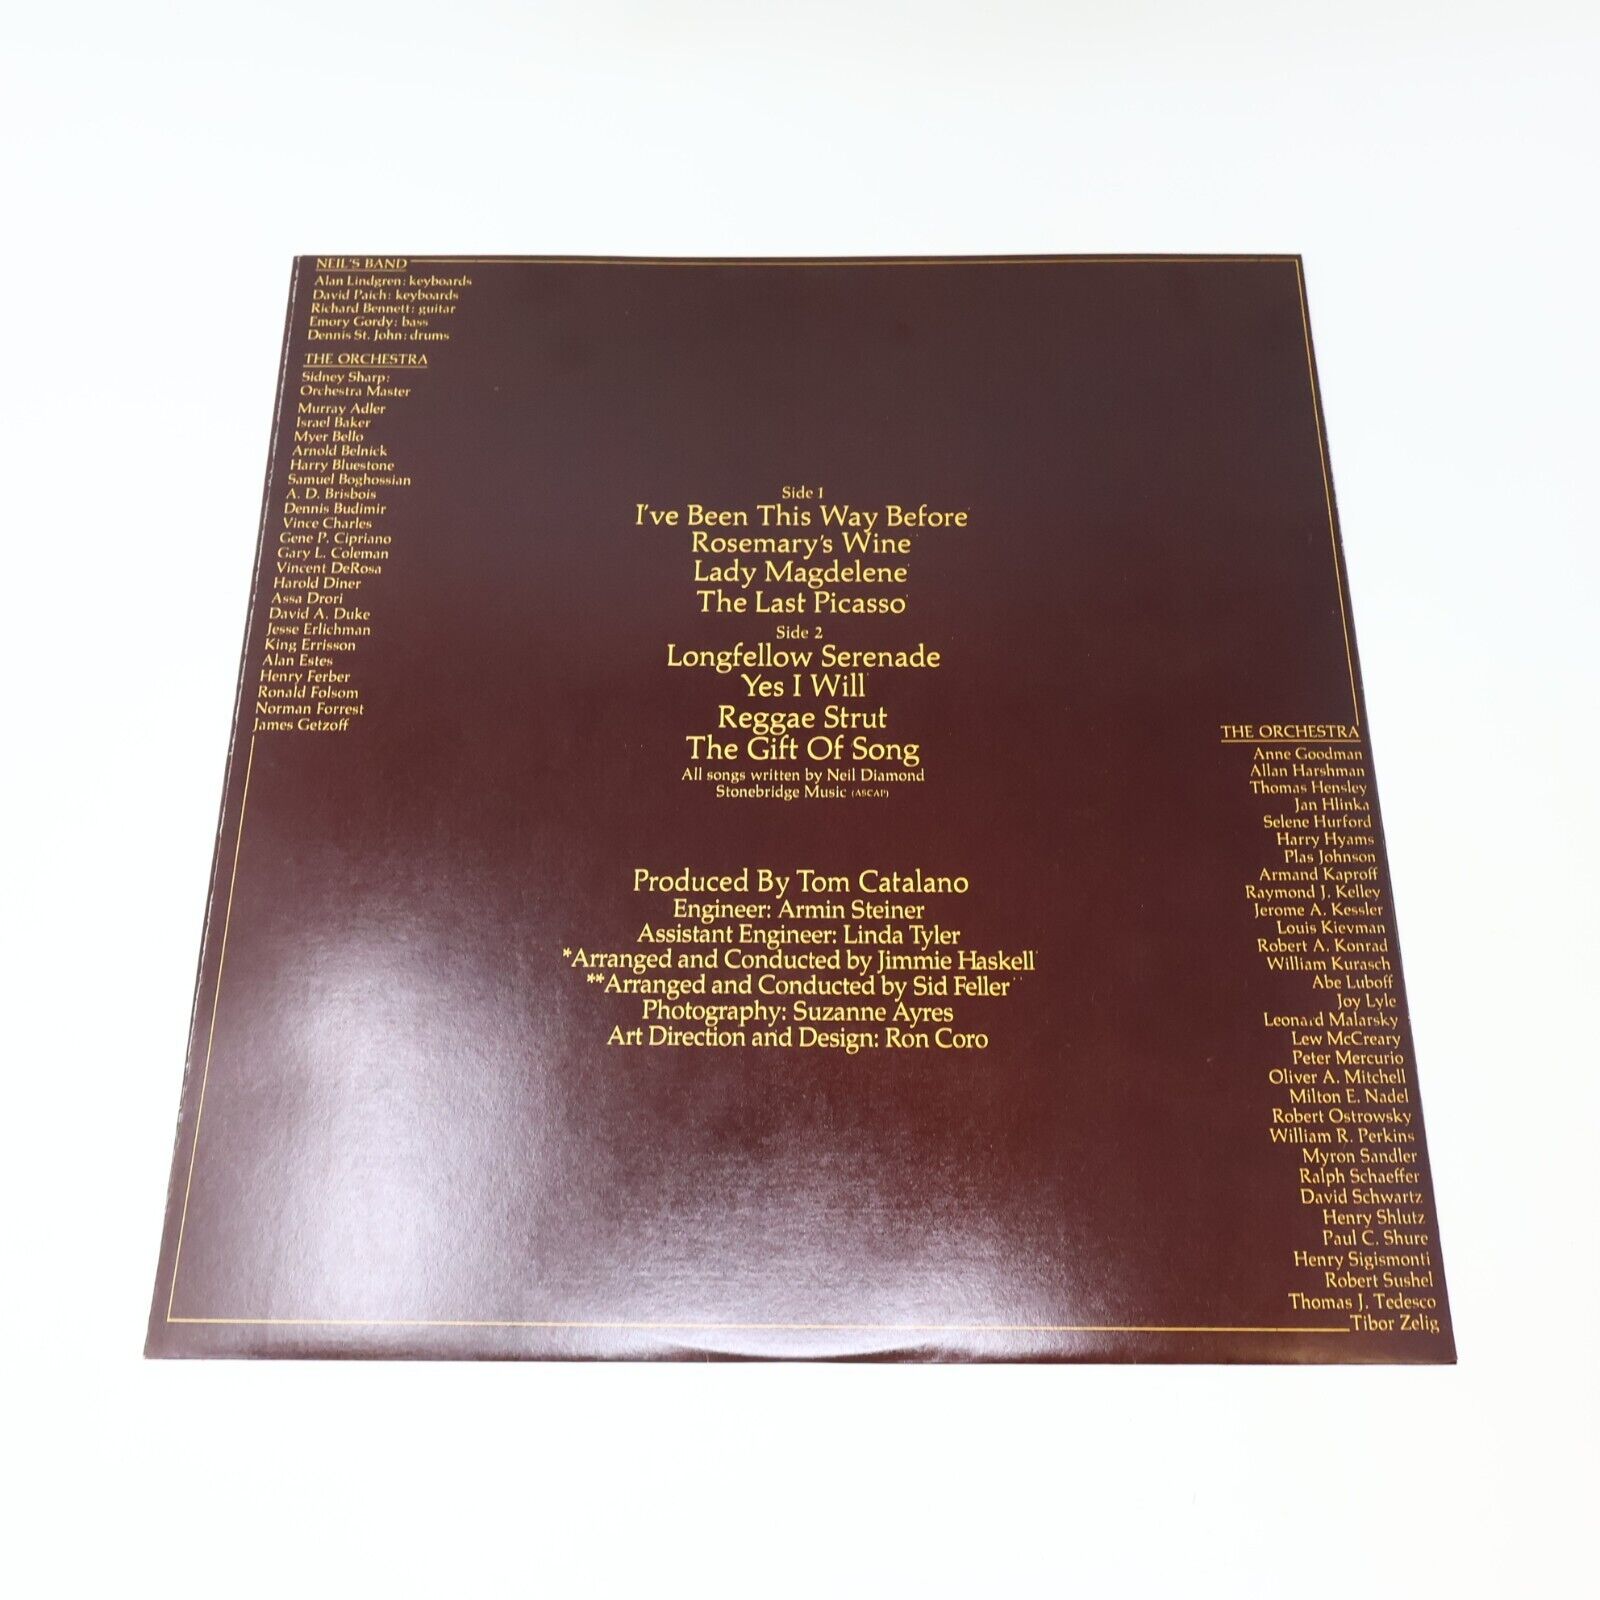 NEIL'S BAND
Alan Lindgren: keyboards
David Paich: keyboards
Richard Bennett: guitar
Emory Gordy: bass
Dennis St. John: drums
THE ORCHESTRA
Sidney Sharp:
Orchestra Master
Murray Adler
Israel Baker
Myer Bello
Arnold Belnick
Harry Bluestone
Samuel Boghossian
A. D. Brisbois
Dennis Budimir
Vince Charles
Gene P. Cipriano
Gary L. Coleman
Vincent DeRosa
Harold Diner
Assa Drori
David A. Duke
Jesse Erlichman
King Errisson
Alan Estes
Henry Ferber
Ronald Folsom
Norman Forrest
James Getzoff
Side 1
I've Been This Way Before*
Rosemary's Wine*
Lady Magdelene*
The Last Picasso*
Side 2
Longfellow Serenade
Yes I Will*
Reggae Strut
The Gift Of Song
All songs written by Neil Diamond
Stonebridge Music (ASCAP)
Produced By Tom Catalano
Engineer: Armin Steiner
Assistant Engineer: Linda Tyler
*Arranged and Conducted by Jimmie Haskell
**Arranged and Conducted by Sid Feller
Photography: Suzanne Ayres
Art Direction and Design: Ron Coro
THE ORCHESTRA
Anne Goodman
Allan Harshman
Thomas Hensley
Jan Hlinka
Selene Hurford
Harry Hyams
Plas Johnson
Armand Kaproff
Raymond J. Kelley
Jerome A. Kessler
Louis Kievman
Robert A. Konrad
William Kurasch
Abe Luboff
Joy Lyle
Leonard Malarsky
Lew McCreary
Peter Mercurio
Oliver A. Mitchell
Milton E. Nadel
Robert Ostrowsky
William R. Perkins
Myron Sandler
Ralph Schaeffer
David Schwartz
Henry Shlutz
Paul C. Shure
Henry Sigismonti
Robert Sushel
Thomas J. Tedesco
Tibor Zelig